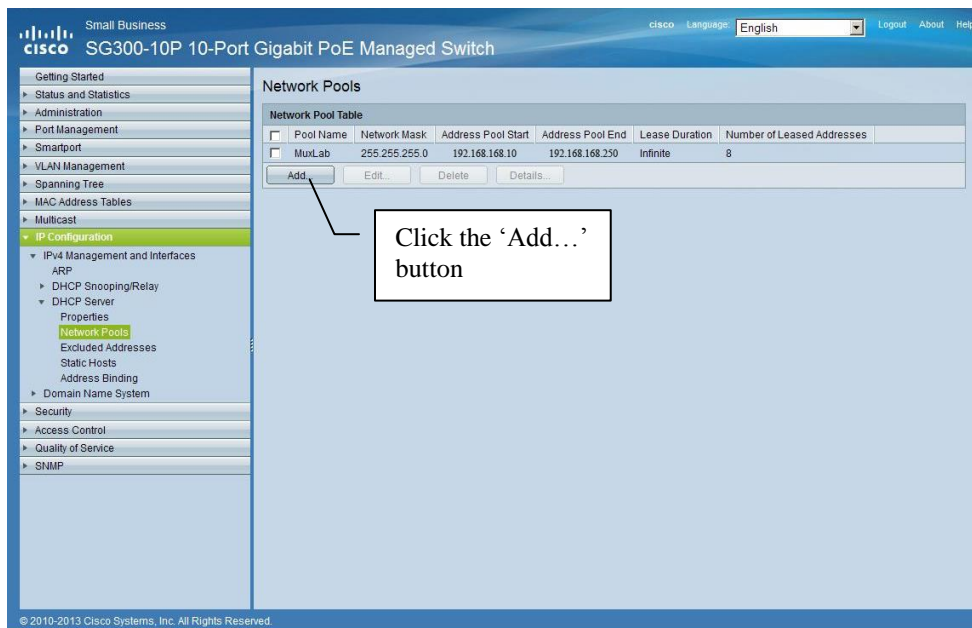 Small Business
cisco Language: English Logout About Help
CISCO SG300-10P 10-Port Gigabit PoE Managed Switch
Getting Started
Status and Statistics
Administration
Port Management
Smartport
VLAN Management
Spanning Tree
MAC Address Tables
Multicast
IP Configuration
IPv4 Management and Interfaces
ARP
DHCP Snooping/Relay
DHCP Server
Properties
Network Pools
Excluded Addresses
Static Hosts
Address Binding
Domain Name System
Security
Access Control
Quality of Service
SNMP
Network Pools
Network Pool Table
Pool Name Network Mask Address Pool Start Address Pool End Lease Duration Number of Leased Addresses
MuxLab 255.255.255.0 192.168.168.10 192.168.168.250 Infinite 8
Add... Edit... Delete Details...
Click the ‘Add…’
button
© 2010-2013 Cisco Systems, Inc. All Rights Reserved.